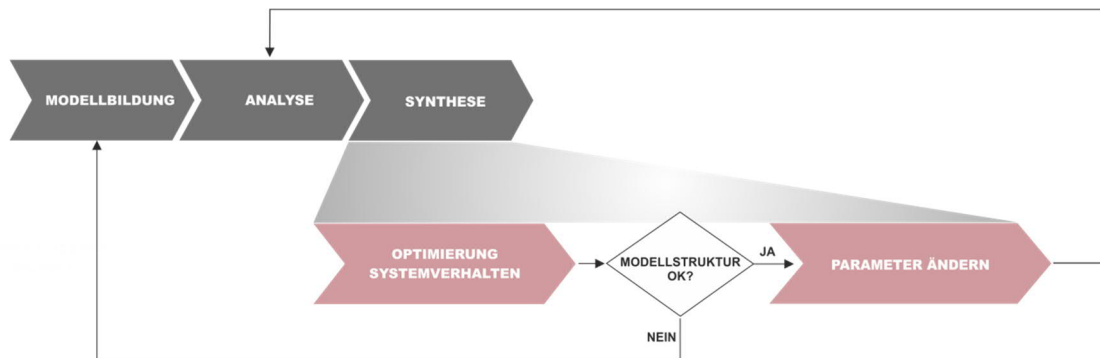 MODELLBILDUNG
ANALYSE
SYNTHESE
OPTIMIERUNG
SYSTEMVERHALTEN
MODELLSTRUKTUR
OK?
JA
PARAMETER ÄNDERN
NEIN